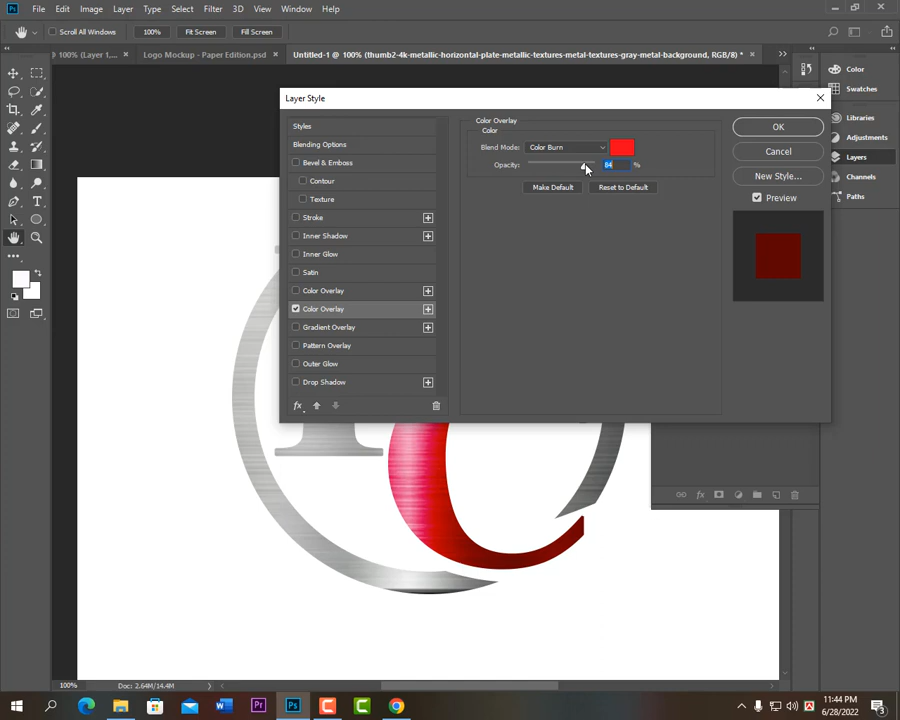 File Edit Image Layer Type Select Filter 3D View Window Help
Scroll All Windows 100% Fit Screen Fill Screen
@ 100% (Layer 1,... × Logo Mockup - Paper Edition.psd × Untitled-1 @ 100% (thumb2-4k-metallic-horizontal-plate-metallic-textures-metal-textures-gray-metal-background, RGB/8) * ×
Color
Swatches
Libraries
Adjustments
Layers
Channels
Paths
Layer Style
Styles
Blending Options
Bevel & Emboss
Contour
Texture
Stroke
Inner Shadow
Inner Glow
Satin
Color Overlay
Color Overlay
Gradient Overlay
Pattern Overlay
Outer Glow
Drop Shadow
fx
Color Overlay
Color
Blend Mode: Color Burn
Opacity: 84 %
Make Default Reset to Default
OK
Cancel
New Style...
Preview
fx
100% Doc: 2.64M/14.4M
11:44 PM
6/28/2022
3